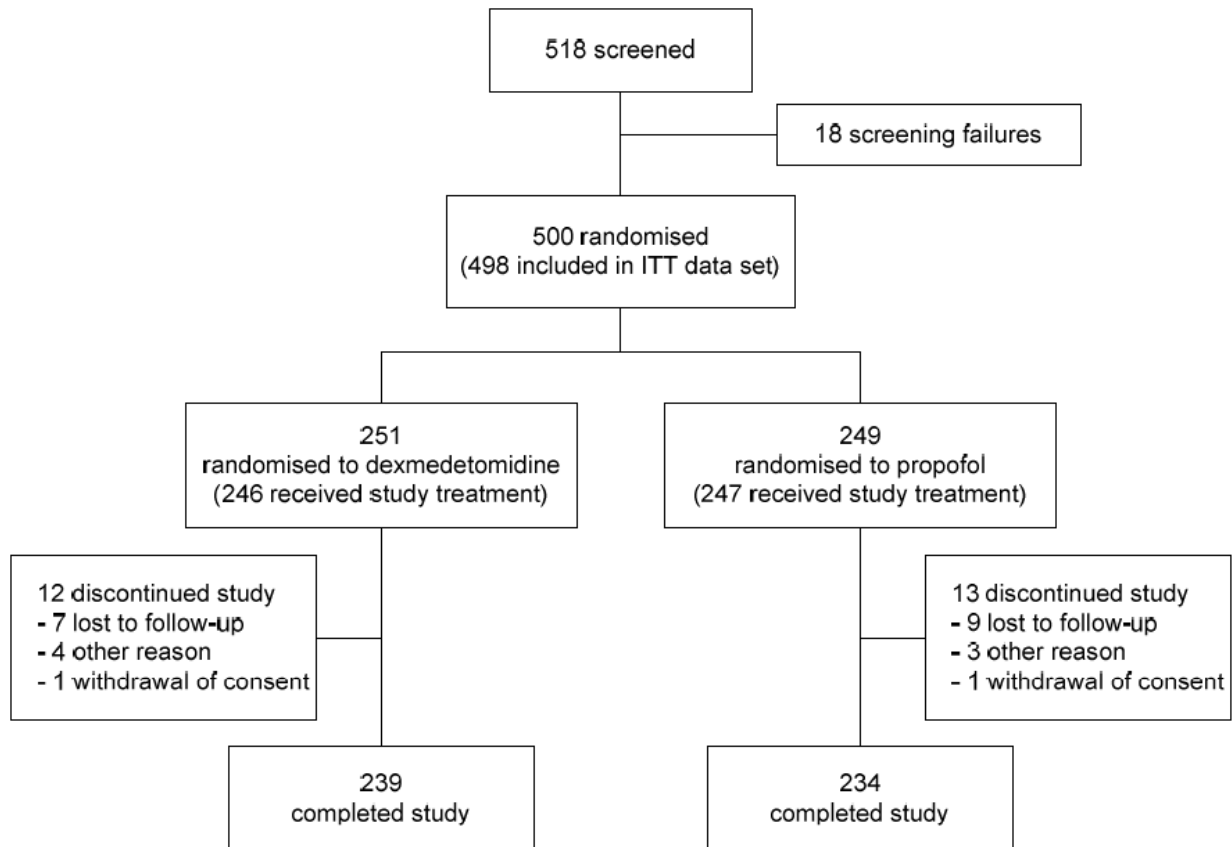 518 screened
18 screening failures
500 randomised
(498 included in ITT data set)
251
randomised to dexmedetomidine
(246 received study treatment)
249
randomised to propofol
(247 received study treatment)
12 discontinued study
- 7 lost to follow-up
- 4 other reason
- 1 withdrawal of consent
13 discontinued study
- 9 lost to follow-up
- 3 other reason
- 1 withdrawal of consent
239
completed study
234
completed study